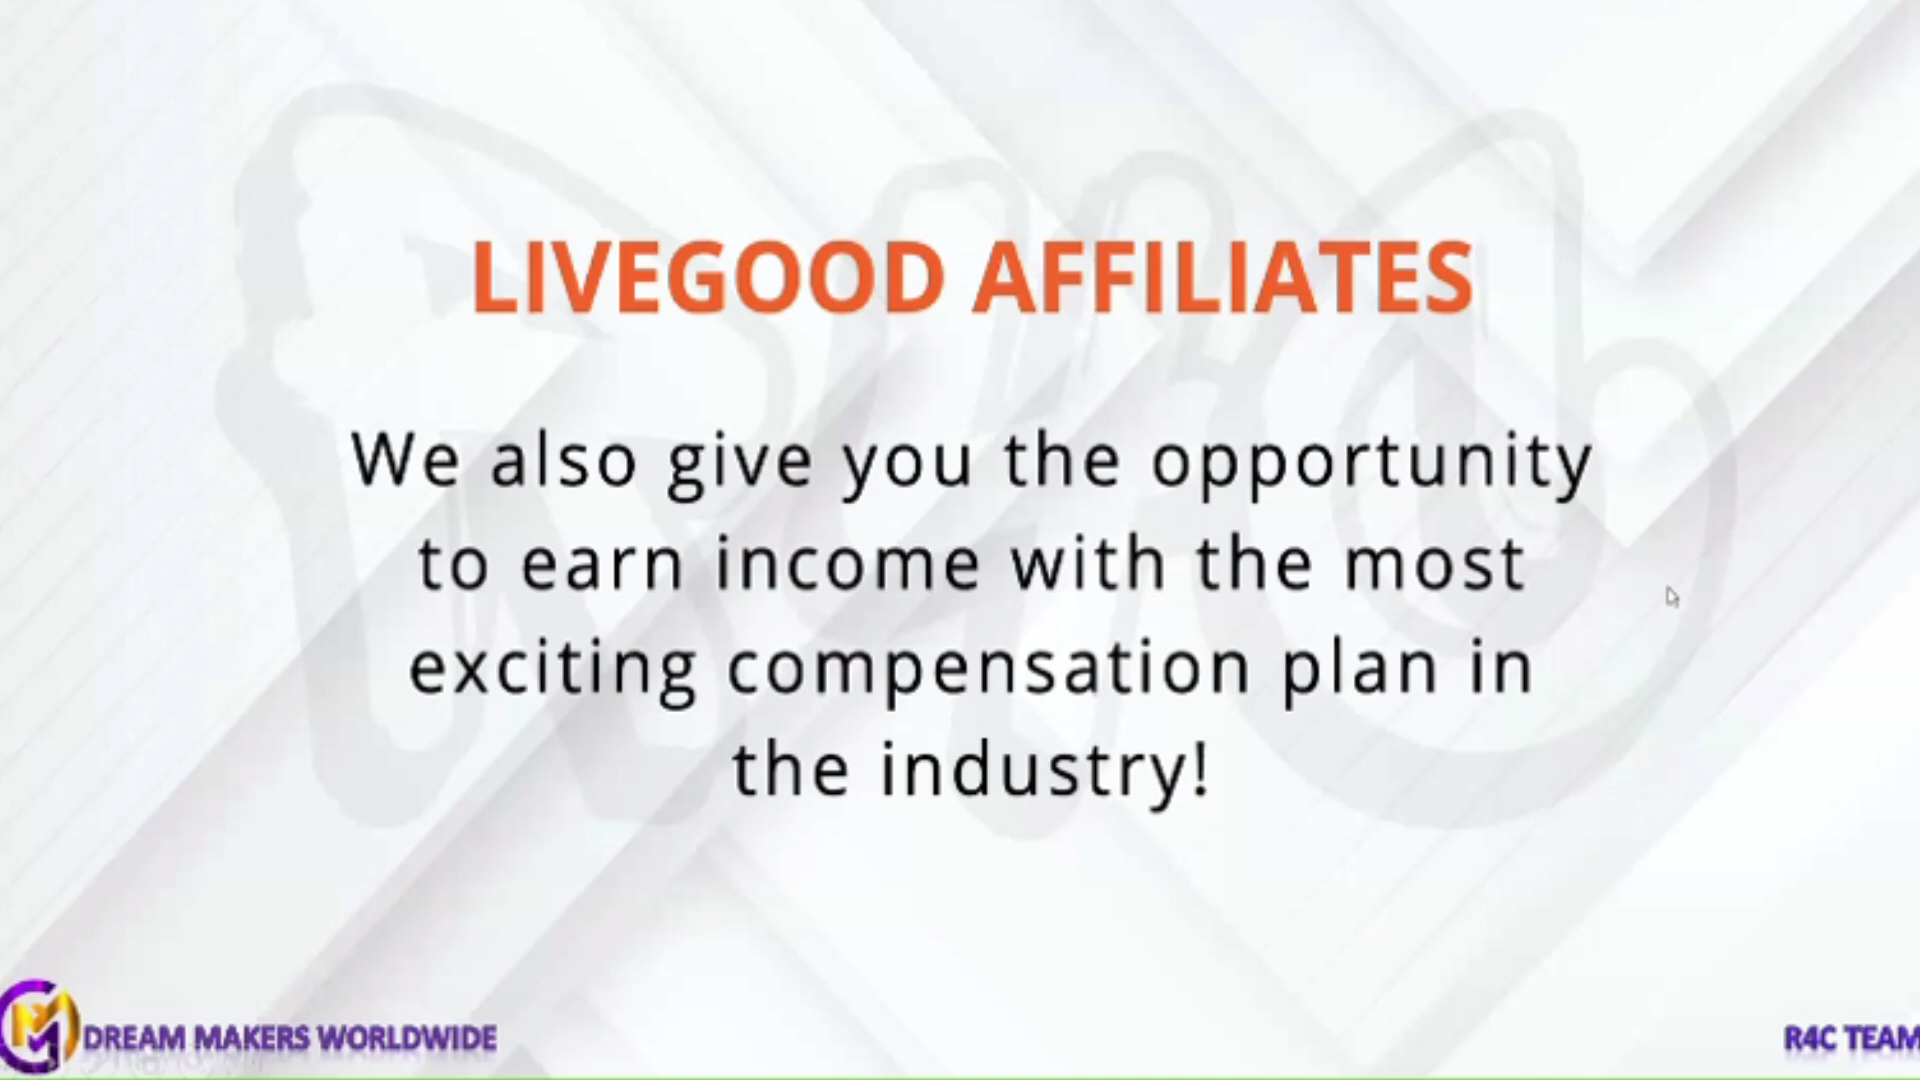 LIVEGOOD AFFILIATES
We also give you the opportunity
to earn income with the most
exciting compensation plan in
the industry!
DREAM MAKERS WORLDWIDE
R4C TEAM